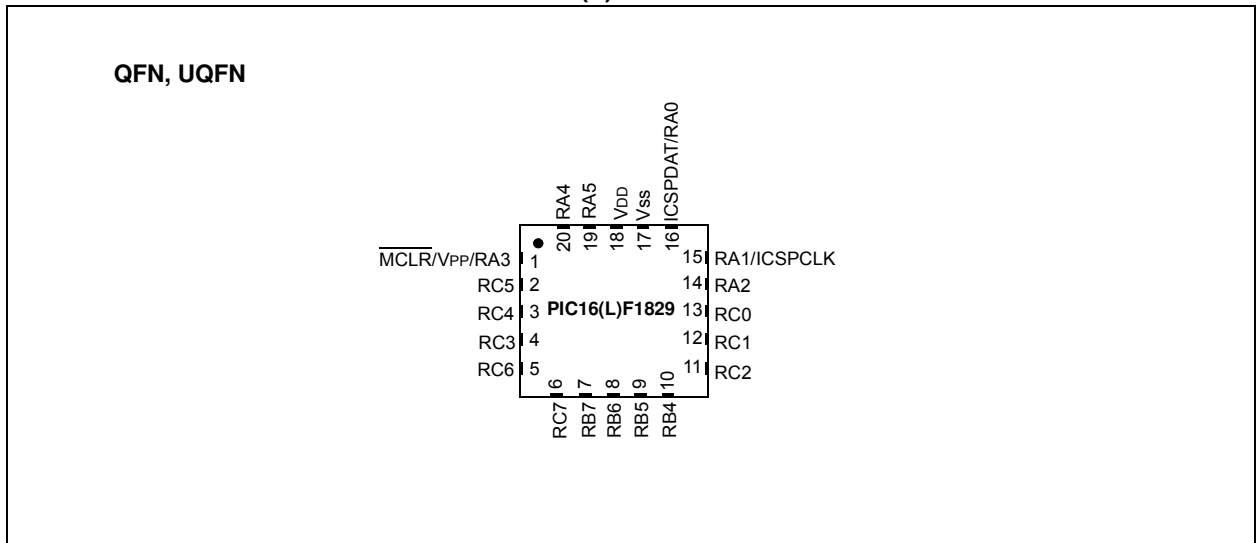 QFN, UQFN
20 RA4
19 RA5
18 VDD
17 Vss
16 ICSPDAT/RA0
MCLR/VPP/RA3 1
RC5 2
RC4 3
RC3 4
RC6 5
PIC16(L)F1829
15 RA1/ICSPCLK
14 RA2
13 RC0
12 RC1
11 RC2
RC7 6
RB7 7
RB6 8
RB5 9
RB4 10